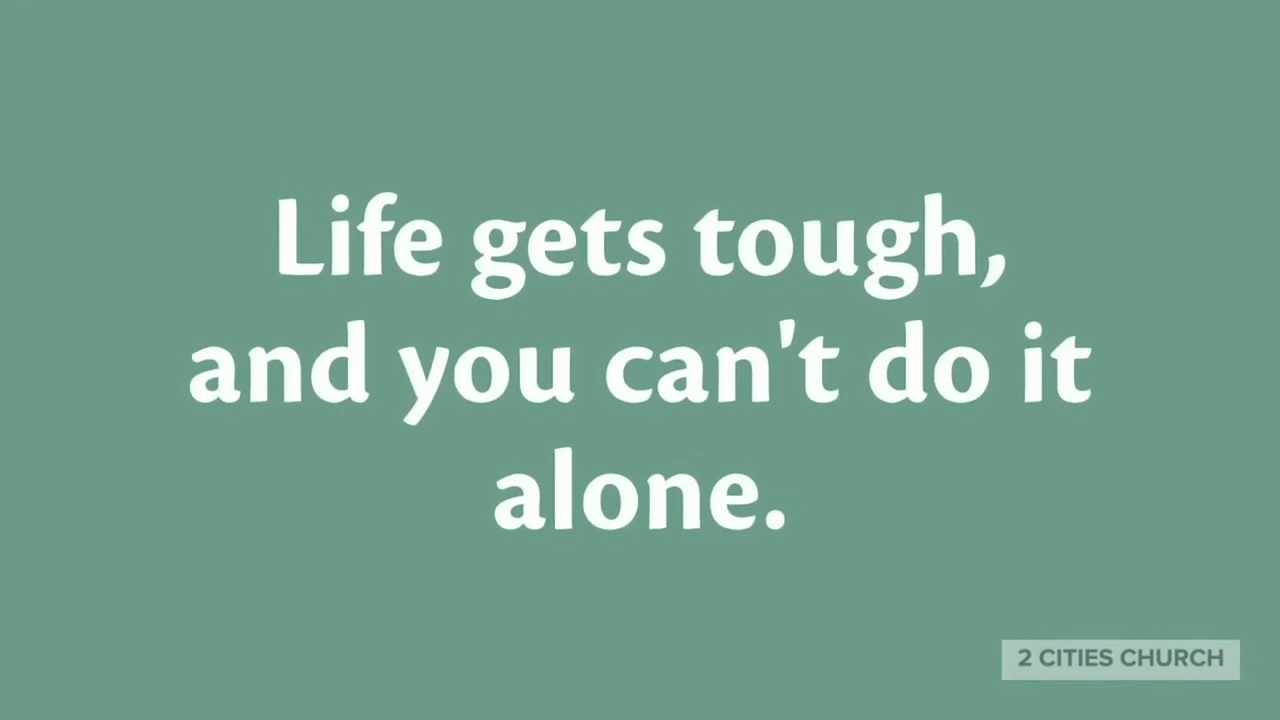 Life gets tough,
and you can't do it
alone.
2 CITIES CHURCH